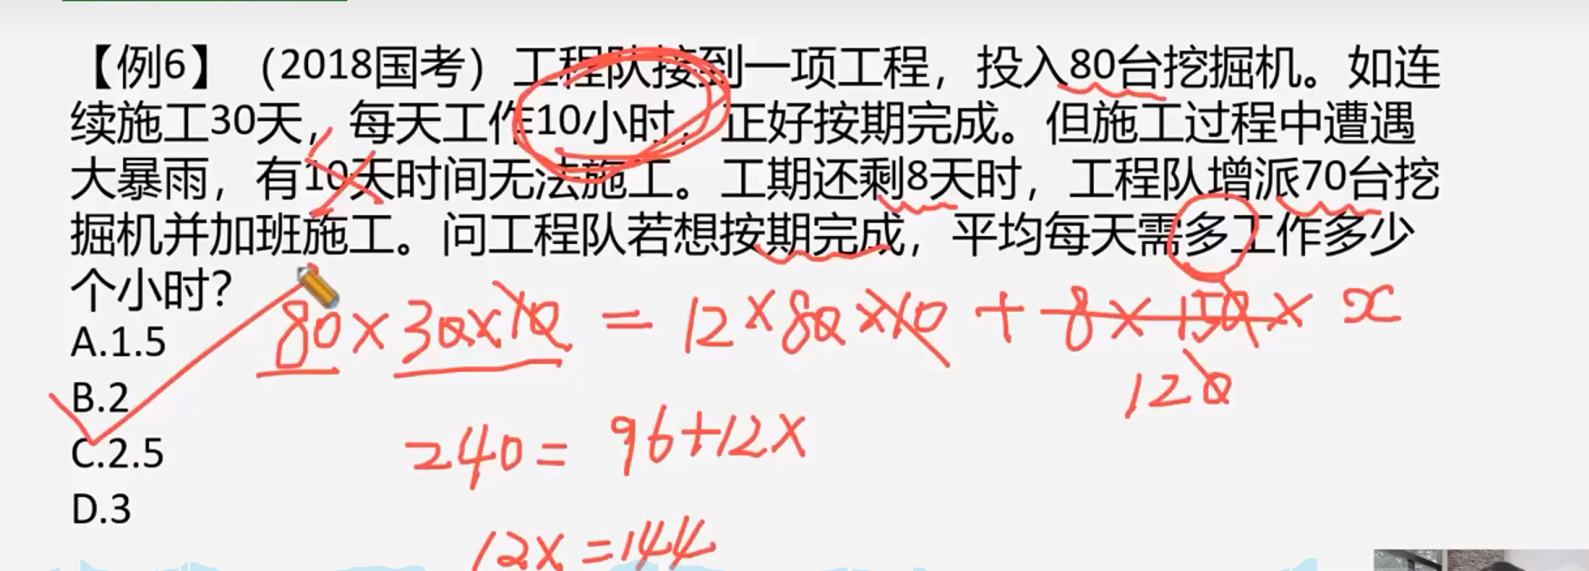 【例6】（2018国考）工程队接到一项工程，投入80台挖掘机。如连
续施工30天，每天工作10小时，正好按期完成。但施工过程中遭遇
大暴雨，有10天时间无法施工。工期还剩8天时，工程队增派70台挖
掘机并加班施工。问工程队若想按期完成，平均每天需多工作多少
个小时？
80×30×10 = 12×80×10 + 8×150× x
120
A.1.5
B.2
240 = 96+12x
C.2.5
D.3
12x=144